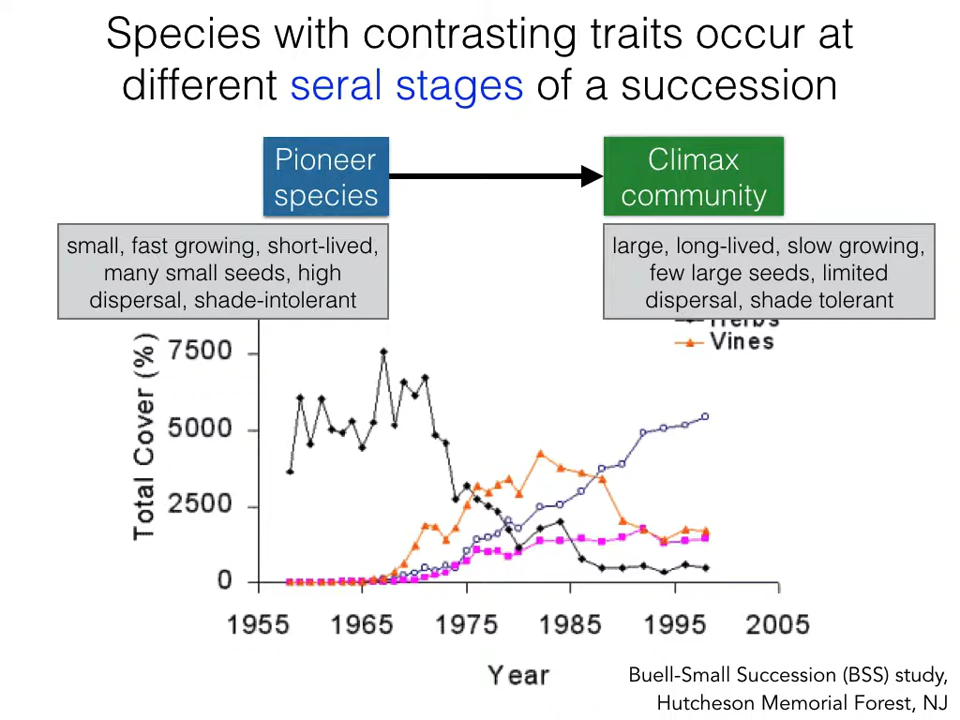 Species with contrasting traits occur at
different seral stages of a succession
Pioneer
species
Climax
community
small, fast growing, short-lived,
many small seeds, high
dispersal, shade-intolerant
large, long-lived, slow growing,
few large seeds, limited
dispersal, shade tolerant
Herbs
Vines
Total Cover (%)
7500
5000
2500
0
1955 1965 1975 1985 1995 2005
Year
Buell-Small Succession (BSS) study,
Hutcheson Memorial Forest, NJ